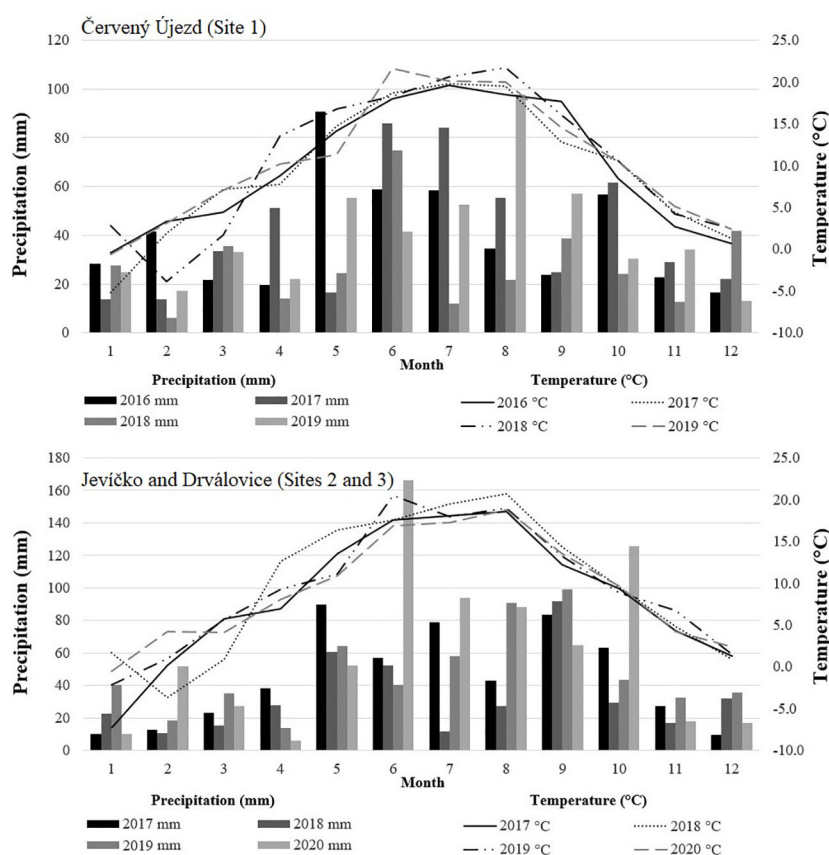 Červený Újezd (Site 1)
120
100
80
60
40
20
0
Precipitation (mm)
25.0
20.0
15.0
10.0
5.0
0.0
-5.0
-10.0
Temperature (°C)
1 2 3 4 5 6 7 8 9 10 11 12
Month
Precipitation (mm) Temperature (°C)
2016 mm 2017 mm 2016 °C 2017 °C
2018 mm 2019 mm 2018 °C 2019 °C
Jevíčko and Drválovice (Sites 2 and 3)
180
160
140
120
100
80
60
40
20
0
Precipitation (mm)
25.0
20.0
15.0
10.0
5.0
0.0
-5.0
-10.0
Temperature (°C)
1 2 3 4 5 6 7 8 9 10 11 12
Month
Precipitation (mm) Temperature (°C)
2017 mm 2018 mm 2017 °C 2018 °C
2019 mm 2020 mm 2019 °C 2020 °C